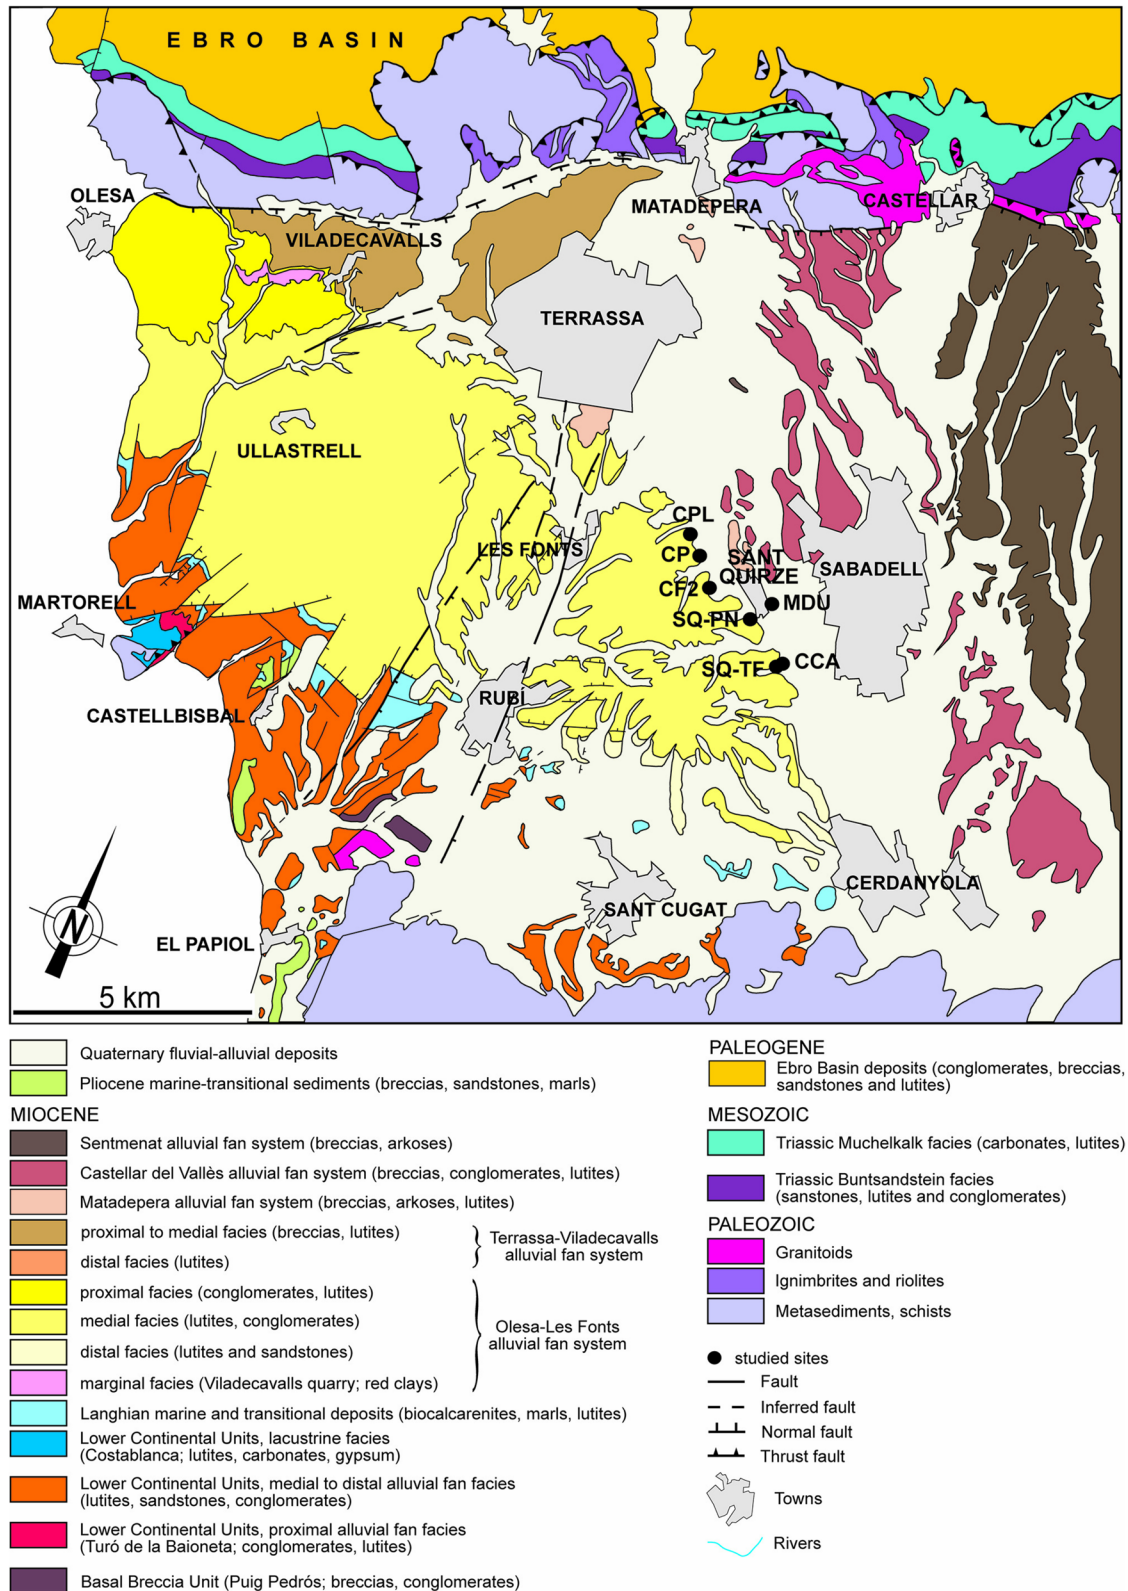 EBRO BASIN
OLESA
MATADEPERA
CASTELLAR
VILADECAVALLS
TERRASSA
ULLASTRELL
CPL
LES FONTS
CP
SANT
QUIRZE
SABADELL
CF2
MDU
MARTORELL
SQ-PN
SQ-TF
CCA
RUBÍ
CASTELLBISBAL
CERDANYOLA
SANT CUGAT
N
EL PAPIOL
5 km
Quaternary fluvial-alluvial deposits
Pliocene marine-transitional sediments (breccias, sandstones, marls)
MIOCENE
Sentmenat alluvial fan system (breccias, arkoses)
Castellar del Vallès alluvial fan system (breccias, conglomerates, lutites)
Matadepera alluvial fan system (breccias, arkoses, lutites)
proximal to medial facies (breccias, lutites)
distal facies (lutites)
Terrassa-Viladecavalls
alluvial fan system
proximal facies (conglomerates, lutites)
medial facies (lutites, conglomerates)
distal facies (lutites and sandstones)
marginal facies (Viladecavalls quarry; red clays)
Olesa-Les Fonts
alluvial fan system
Langhian marine and transitional deposits (biocalcarenites, marls, lutites)
Lower Continental Units, lacustrine facies
(Costablanca; lutites, carbonates, gypsum)
Lower Continental Units, medial to distal alluvial fan facies
(lutites, sandstones, conglomerates)
Lower Continental Units, proximal alluvial fan facies
(Turó de la Baioneta; conglomerates, lutites)
Basal Breccia Unit (Puig Pedrós; breccias, conglomerates)
PALEOGENE
Ebro Basin deposits (conglomerates, breccias,
sandstones and lutites)
MESOZOIC
Triassic Muchelkalk facies (carbonates, lutites)
Triassic Buntsandstein facies
(sanstones, lutites and conglomerates)
PALEOZOIC
Granitoids
Ignimbrites and riolites
Metasediments, schists
studied sites
Fault
Inferred fault
Normal fault
Thrust fault
Towns
Rivers